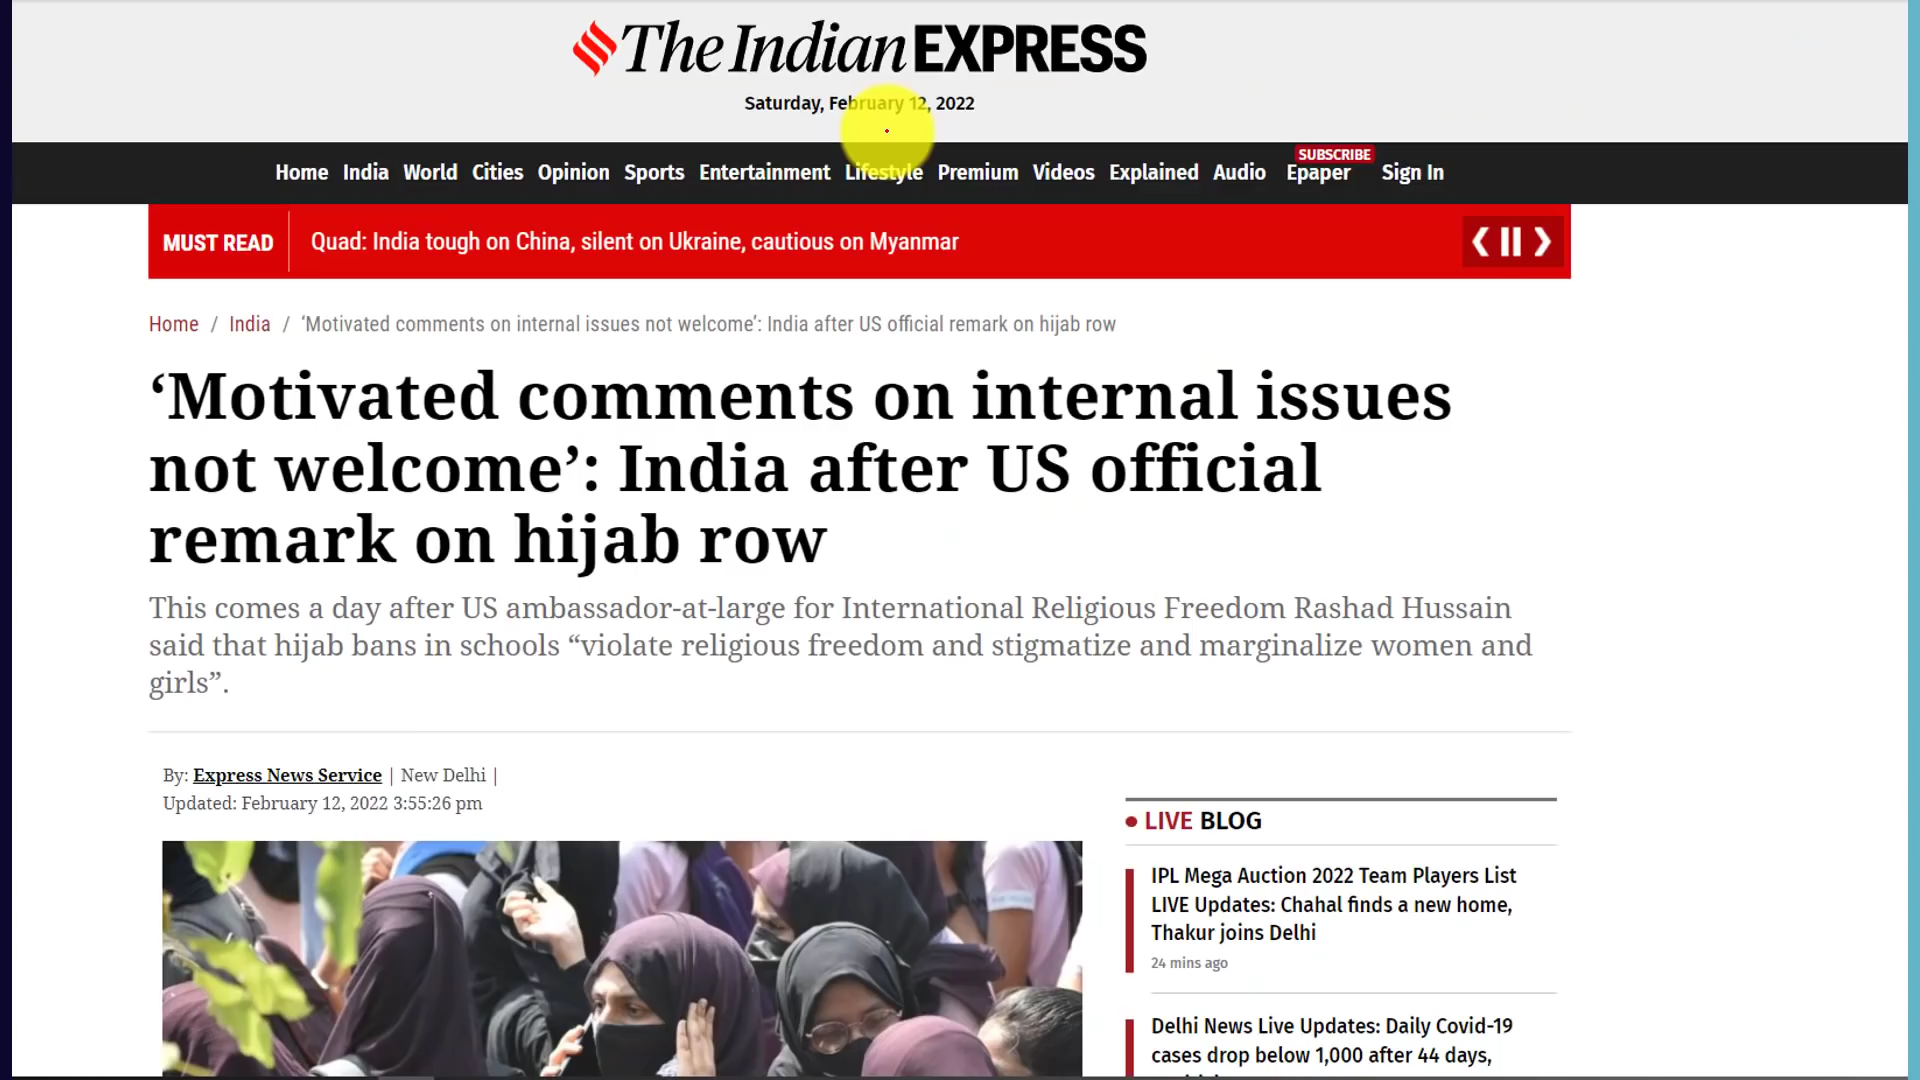 The Indian EXPRESS
Saturday, February 12, 2022
SUBSCRIBE
Home India World Cities Opinion Sports Entertainment Lifestyle Premium Videos Explained Audio Epaper Sign In
MUST READ Quad: India tough on China, silent on Ukraine, cautious on Myanmar
Home / India / ‘Motivated comments on internal issues not welcome’: India after US official remark on hijab row
‘Motivated comments on internal issues
not welcome’: India after US official
remark on hijab row
This comes a day after US ambassador-at-large for International Religious Freedom Rashad Hussain
said that hijab bans in schools “violate religious freedom and stigmatize and marginalize women and
girls”.
By: Express News Service | New Delhi |
Updated: February 12, 2022 3:55:26 pm
LIVE BLOG
IPL Mega Auction 2022 Team Players List
LIVE Updates: Chahal finds a new home,
Thakur joins Delhi
24 mins ago
Delhi News Live Updates: Daily Covid-19
cases drop below 1,000 after 44 days,